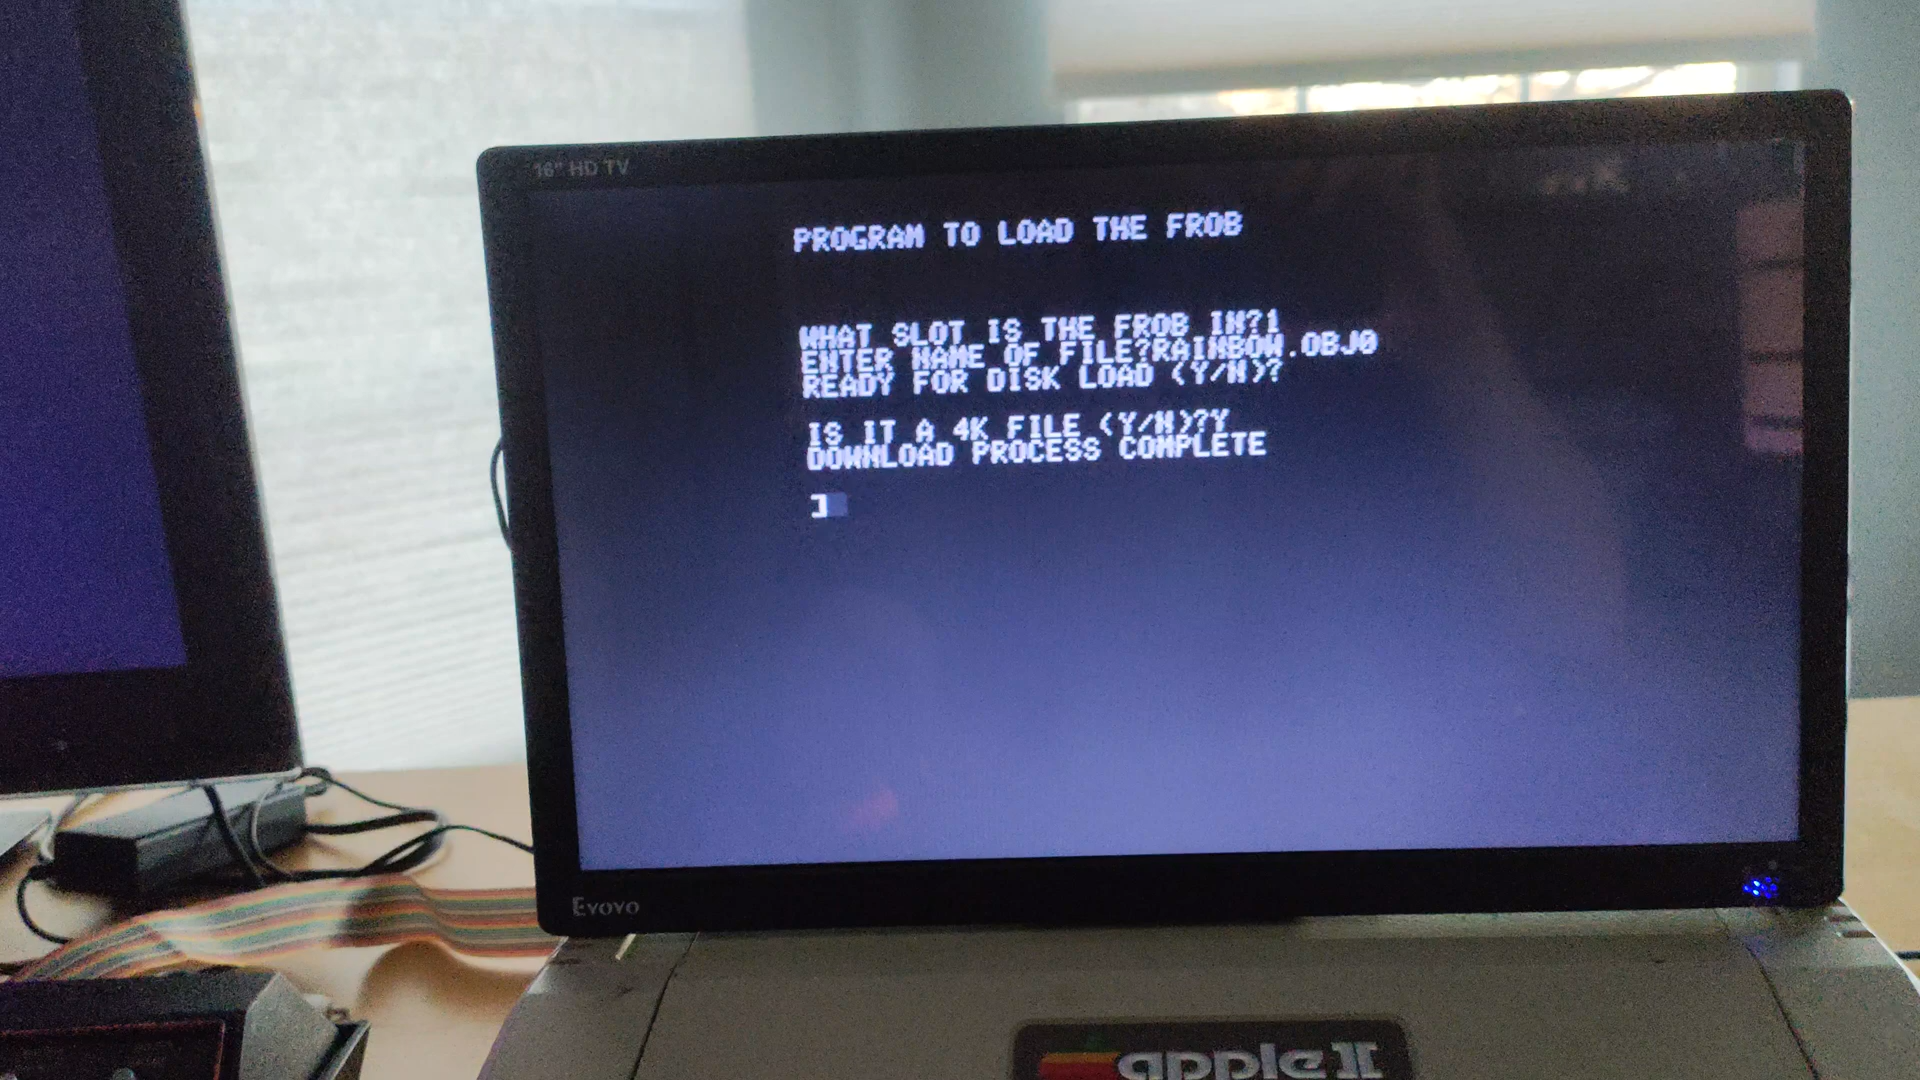 16" HD TV
PROGRAM TO LOAD THE FROB
WHAT SLOT IS THE FROB IN?1
ENTER NAME OF FILE?RAINBOW.OBJ0
READY FOR DISK LOAD (Y/N)?
IS IT A 4K FILE (Y/N)?Y
DOWNLOAD PROCESS COMPLETE
]
Eyoyo
apple ][